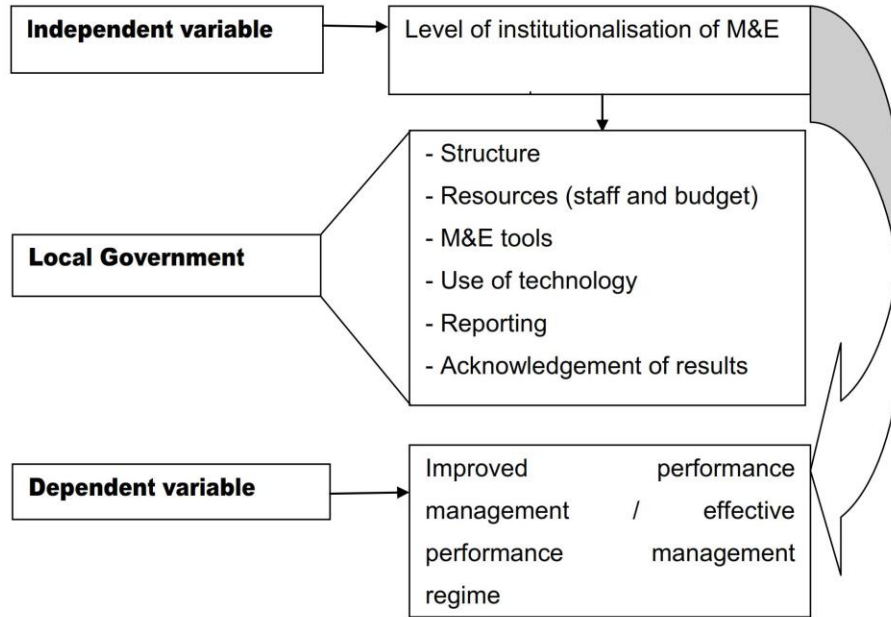 Independent variable
Level of institutionalisation of M&E
- Structure
- Resources (staff and budget)
- M&E tools
- Use of technology
- Reporting
- Acknowledgement of results
Local Government
Dependent variable
Improved performance
management / effective
performance management
regime